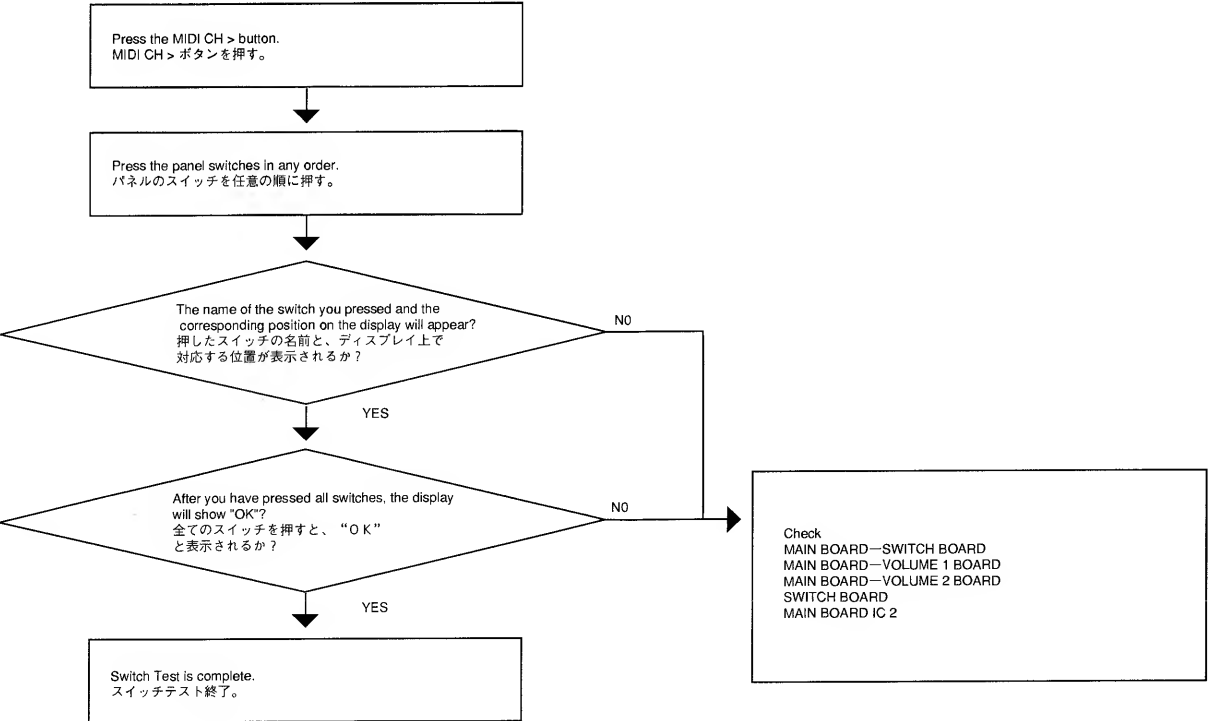 Press the MIDI CH > button.
MIDI CH > ボタンを押す。
Press the panel switches in any order.
パネルのスイッチを任意の順に押す。
The name of the switch you pressed and the
corresponding position on the display will appear?
押したスイッチの名前と、ディスプレイ上で
対応する位置が表示されるか？
NO
YES
After you have pressed all switches, the display
will show "OK"?
全てのスイッチを押すと、“ＯＫ”
と表示されるか？
NO
YES
Check
MAIN BOARD—SWITCH BOARD
MAIN BOARD—VOLUME 1 BOARD
MAIN BOARD—VOLUME 2 BOARD
SWITCH BOARD
MAIN BOARD IC 2
Switch Test is complete.
スイッチテスト終了。